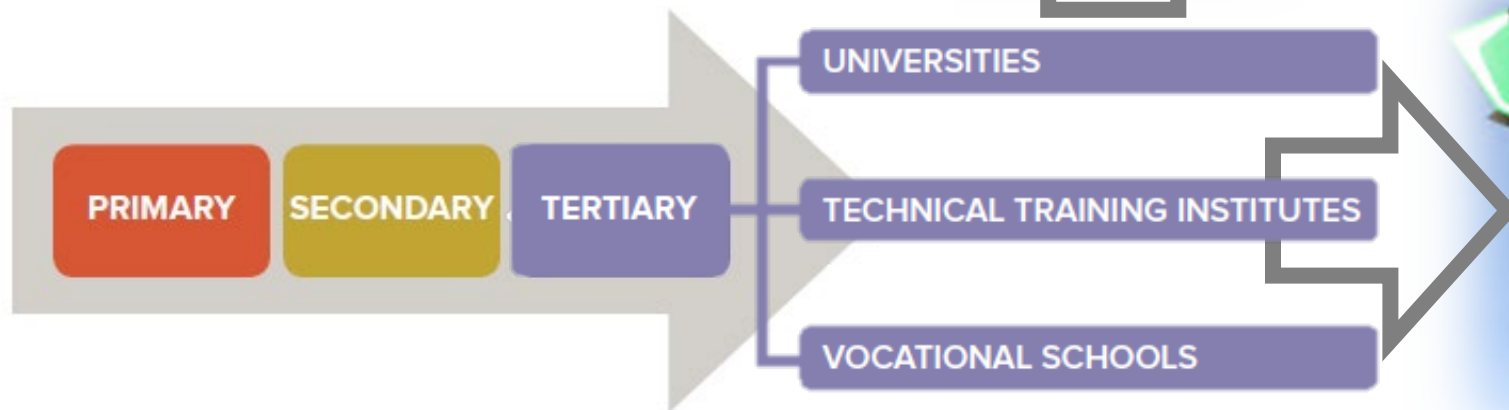 PRIMARY
SECONDARY
TERTIARY
UNIVERSITIES
TECHNICAL TRAINING INSTITUTES
VOCATIONAL SCHOOLS